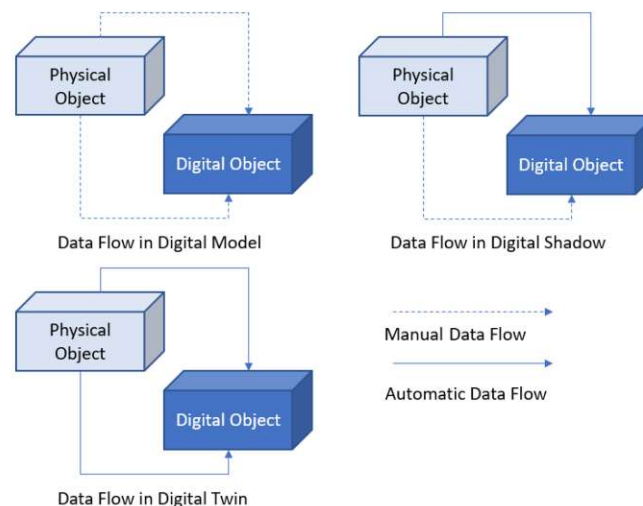 Physical
Object
Digital Object
Data Flow in Digital Model
Physical
Object
Digital Object
Data Flow in Digital Shadow
Physical
Object
Digital Object
Data Flow in Digital Twin
Manual Data Flow
Automatic Data Flow